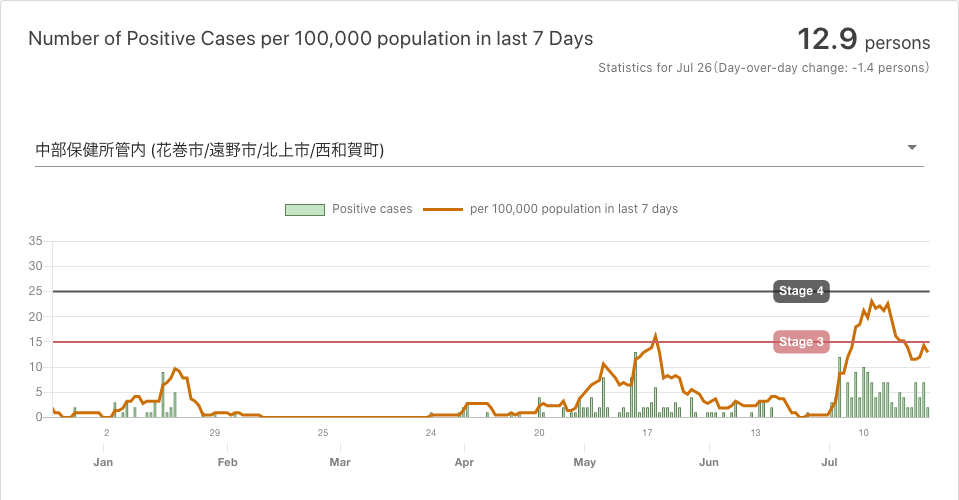 Number of Positive Cases per 100,000 population in last 7 Days
12.9 persons
Statistics for Jul 26(Day-over-day change: -1.4 persons)
中部保健所管内 (花巻市/遠野市/北上市/西和賀町)
Positive cases per 100,000 population in last 7 days
35
30
25
20
15
10
5
0
Stage 4
Stage 3
2 29 25 24 20 17 13 10
Jan Feb Mar Apr May Jun Jul